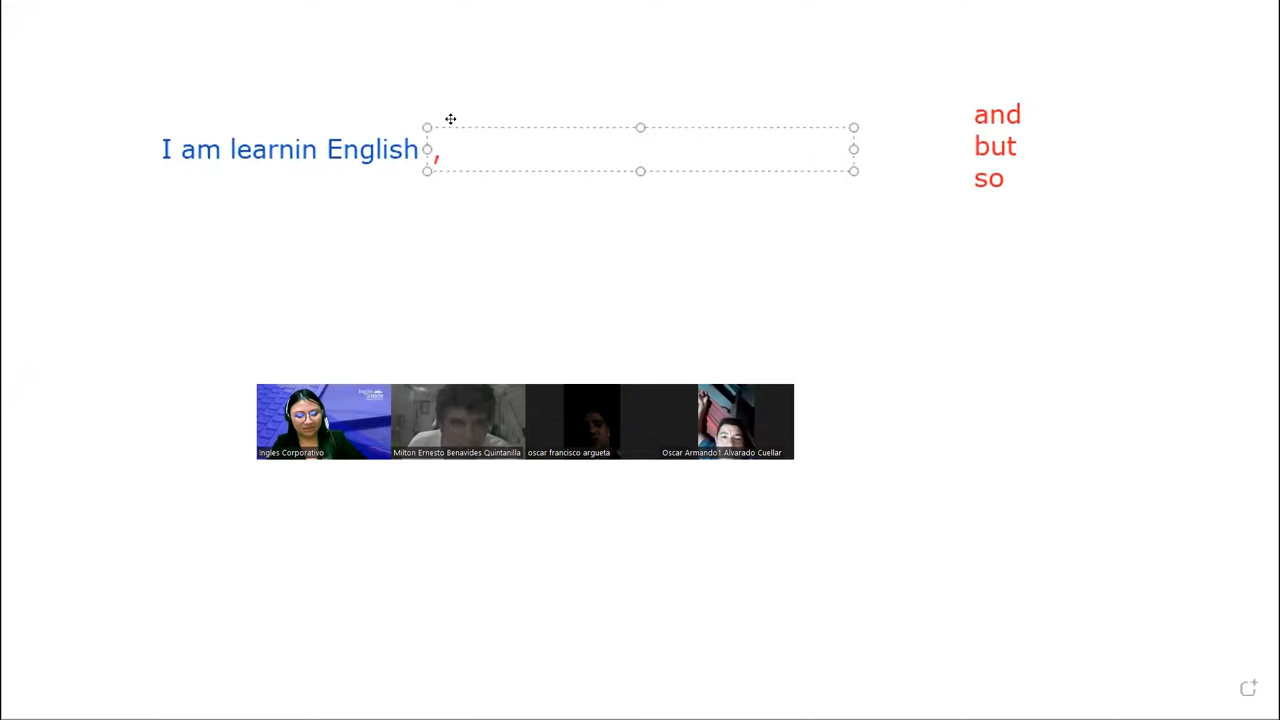 I am learnin English ,
and
but
so
Ingles Corporativo
Milton Ernesto Benavides Quintanilla
oscar francisco argueta
Oscar Armando1 Alvarado Cuellar